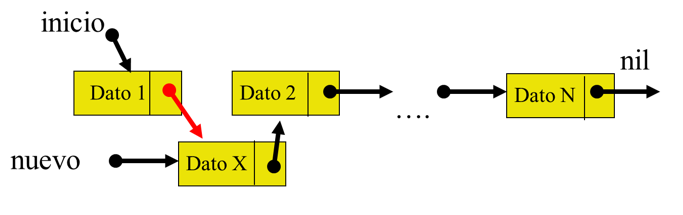 inicio
nil
Dato 1
Dato 2
....
Dato N
nuevo
Dato X